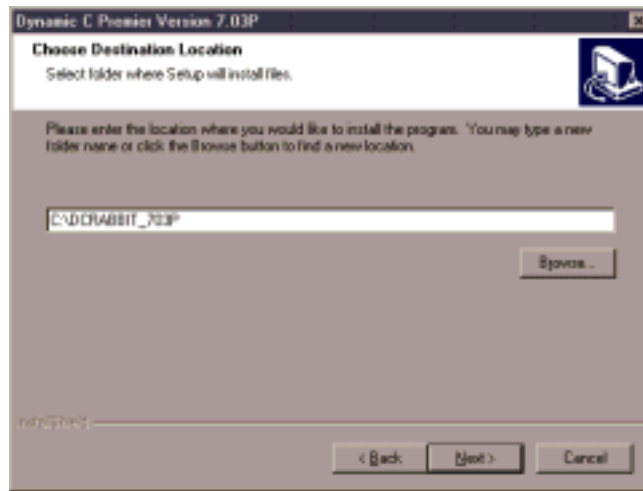 Dynamic C Premier Version 7.03P
Choose Destination Location
Select folder where Setup will install files.
Please enter the location where you would like to install the program. You may type a new
folder name or click the Browse button to find a new location.
C:\DCRABBIT_703P
Browse...
InstallShield
< Back Next > Cancel